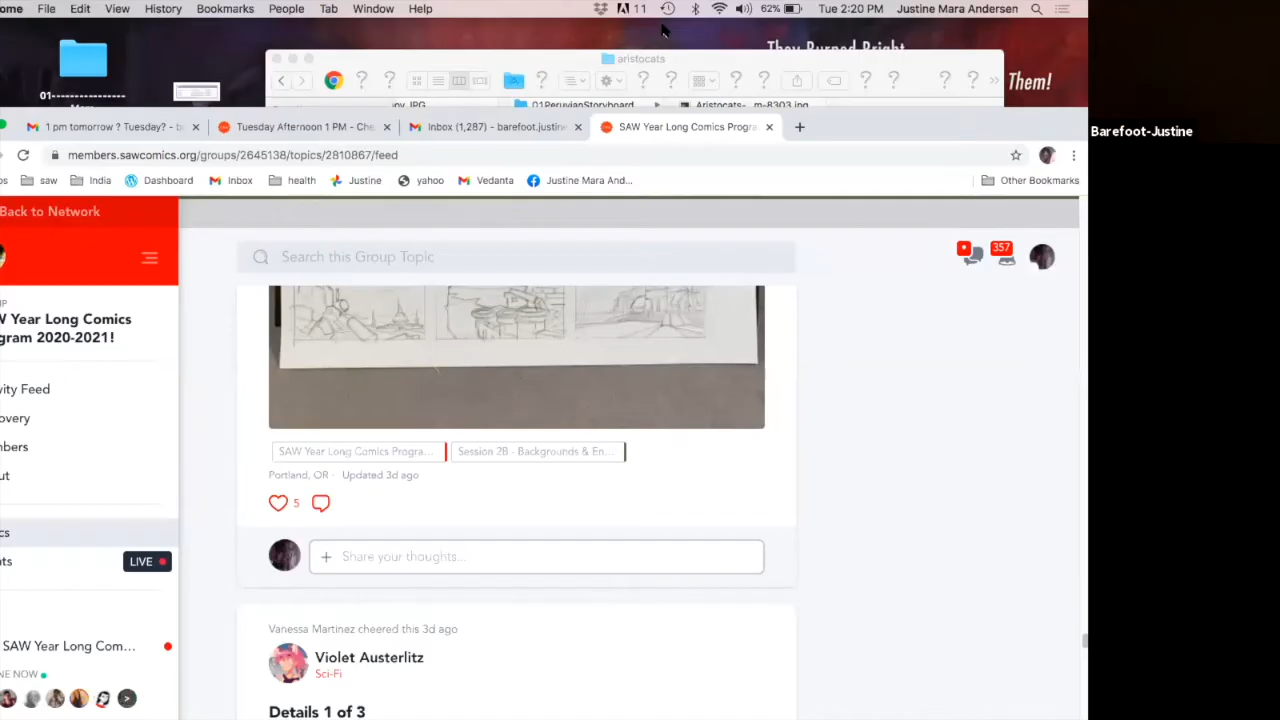 ome File Edit View History Bookmarks People Tab Window Help 11 62% Tue 2:20 PM Justine Mara Andersen
They Burned Bright
aristocats
Them!
01----------------
01PeruvianStoryboard
1 pm tomorrow ? Tuesday? - b × Tuesday Afternoon 1 PM - Che × Inbox (1,287) - barefoot.justine × SAW Year Long Comics Progra × +
Barefoot-Justine
members.sawcomics.org/groups/2645138/topics/2810867/feed
os saw India Dashboard Inbox health Justine yahoo Vedanta Justine Mara And... Other Bookmarks
Back to Network
Search this Group Topic
357
W Year Long Comics
ogram 2020-2021!
vity Feed
overy
mbers
ut
cs
nts LIVE
SAW Year Long Com...
NE NOW
SAW Year Long Comics Progra... Session 2B - Backgrounds & En...
Portland, OR · Updated 3d ago
5
+ Share your thoughts...
Vanessa Martinez cheered this 3d ago
Violet Austerlitz
Sci-Fi
Details 1 of 3